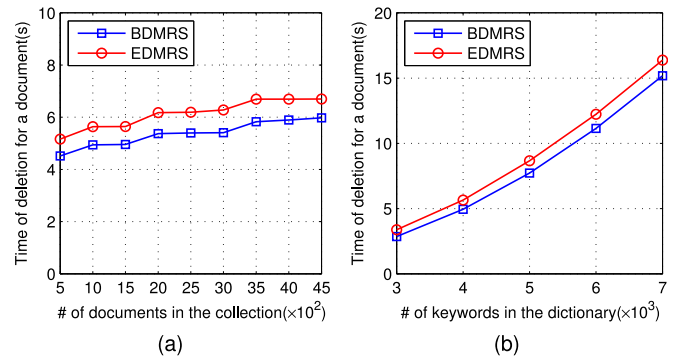 Time of deletion for a document(s)
10
8
6
4
2
0
BDMRS
EDMRS
5 10 15 20 25 30 35 40 45
# of documents in the collection(×10²)
(a)
Time of deletion for a document(s)
20
15
10
5
0
BDMRS
EDMRS
3 4 5 6 7
# of keywords in the dictionary(×10³)
(b)